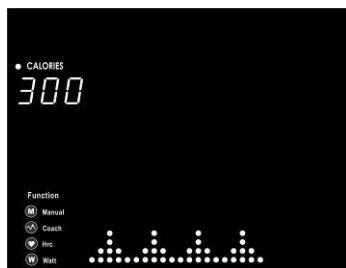 CALORIES
300
Function
M Manual
Coach
Hrc
W Watt